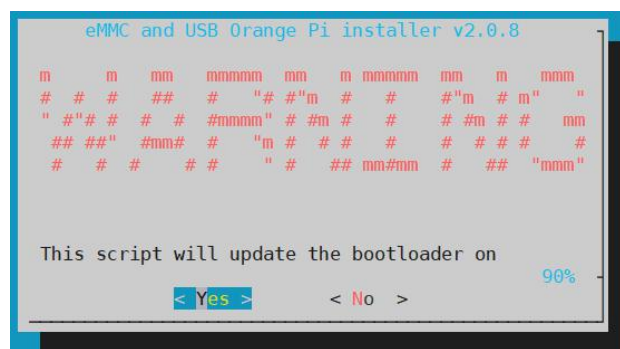 eMMC and USB Orange Pi installer v2.0.8
WARNING
This script will update the bootloader on
90%
< Yes > < No >